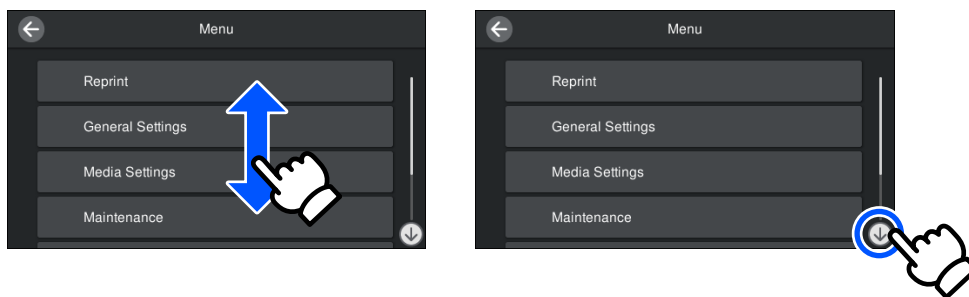 Menu
Reprint
General Settings
Media Settings
Maintenance
Menu
Reprint
General Settings
Media Settings
Maintenance